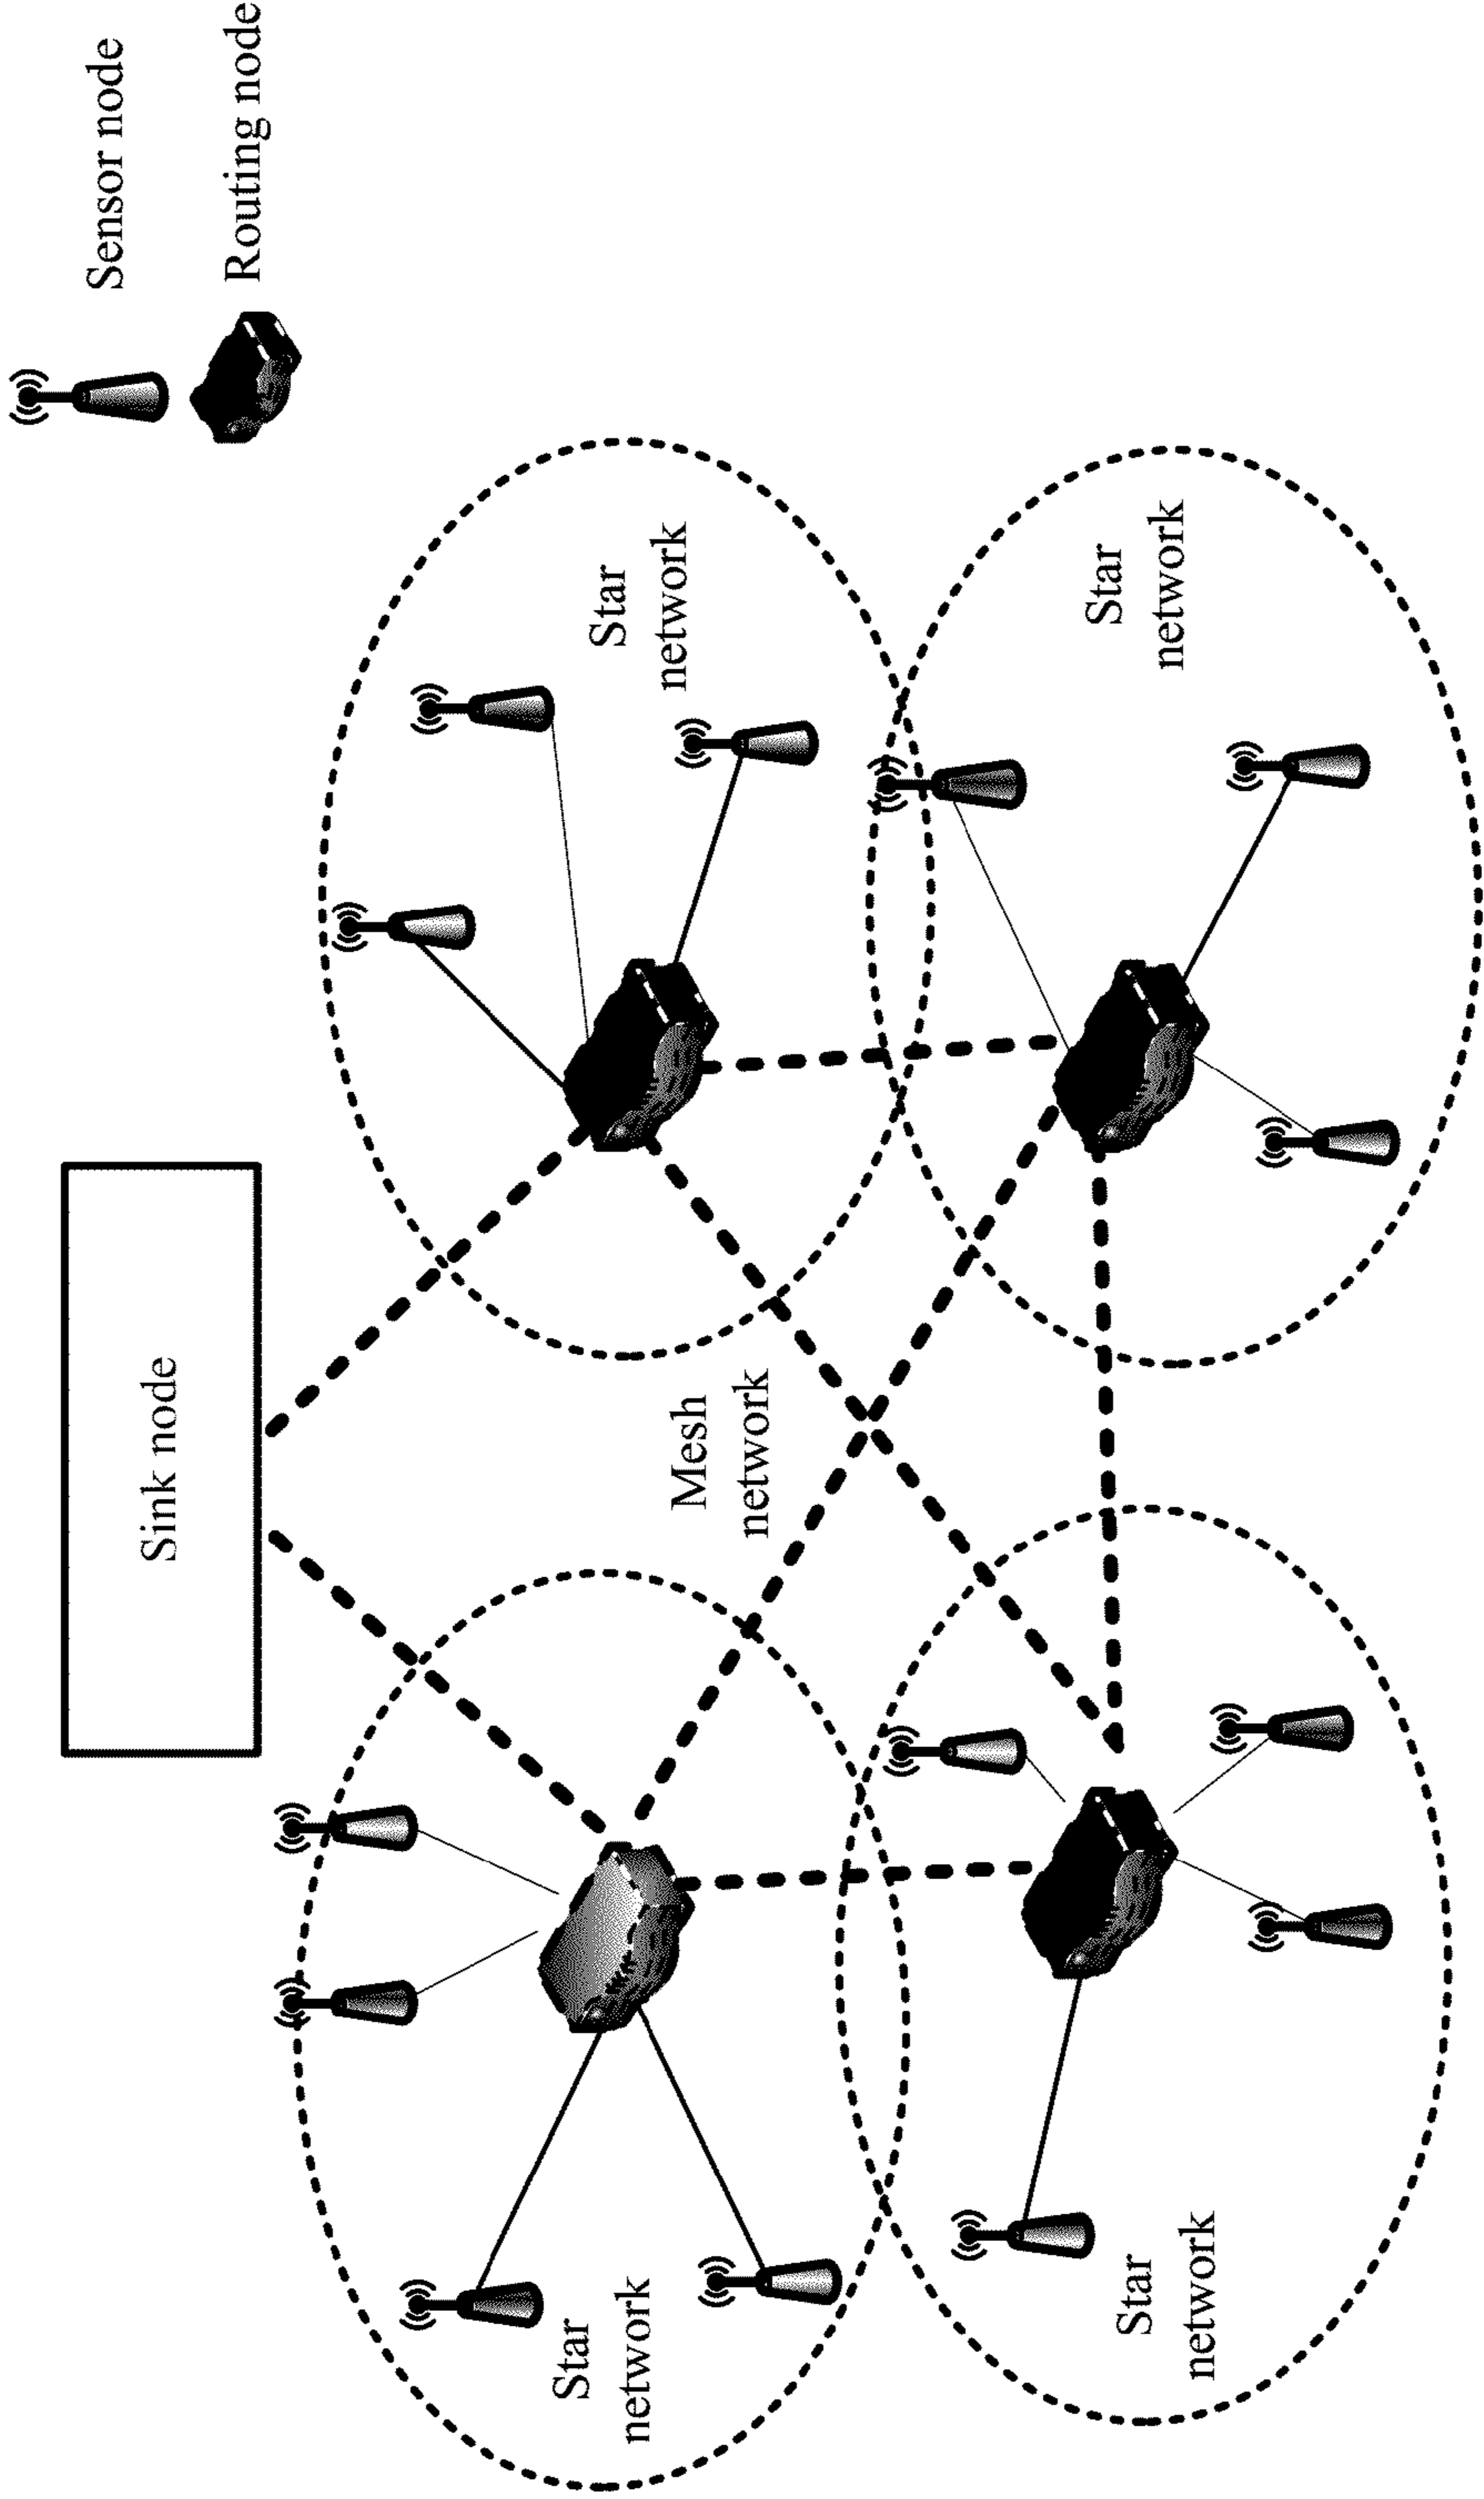 Sensor node
Routing node
Sink node
Star
network
Star
network
Mesh
network
Star
network
Star
network